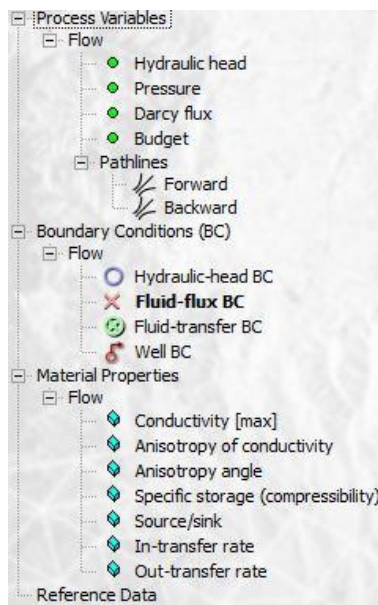 Process Variables
Flow
Hydraulic head
Pressure
Darcy flux
Budget
Pathlines
Forward
Backward
Boundary Conditions (BC)
Flow
Hydraulic-head BC
Fluid-flux BC
Fluid-transfer BC
Well BC
Material Properties
Flow
Conductivity [max]
Anisotropy of conductivity
Anisotropy angle
Specific storage (compressibility)
Source/sink
In-transfer rate
Out-transfer rate
Reference Data